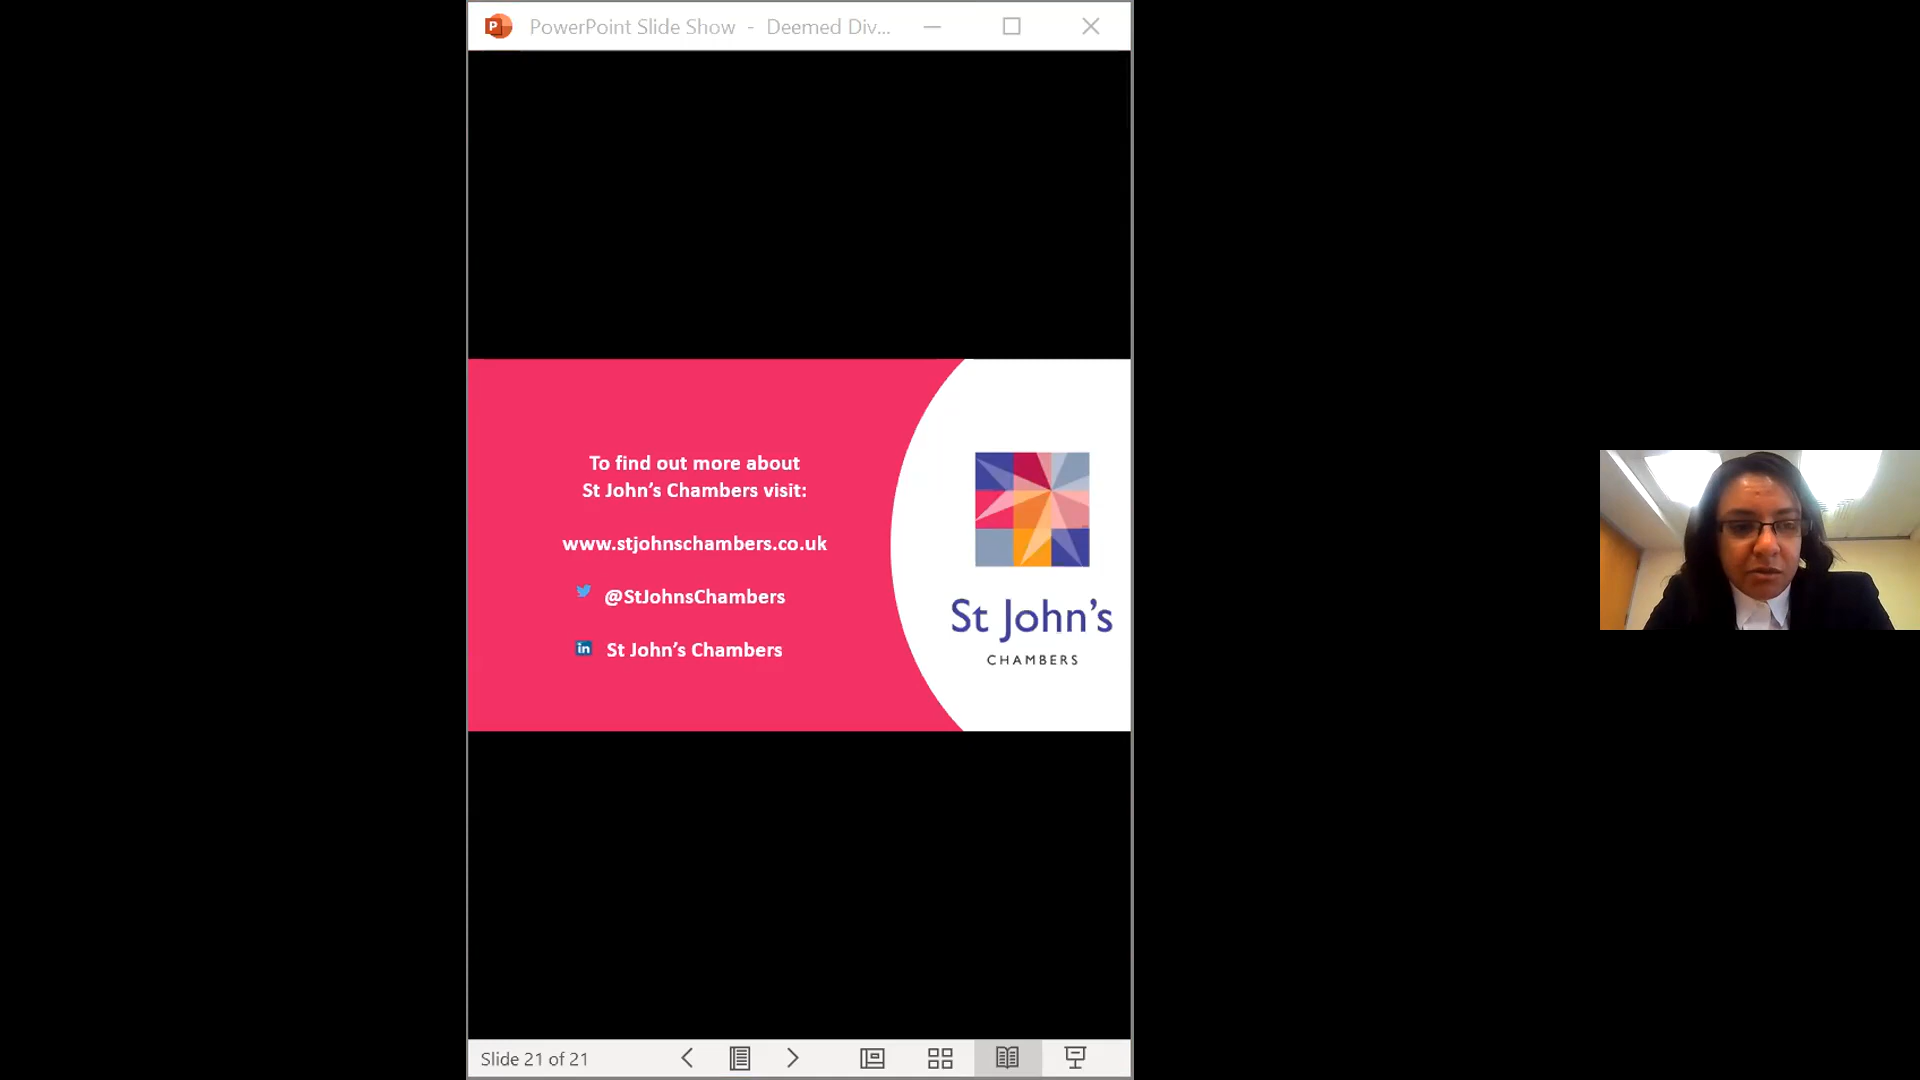 PowerPoint Slide Show - Deemed Div...
To find out more about
St John's Chambers visit:
www.stjohnschambers.co.uk
@StJohnsChambers
in St John's Chambers
St John's
CHAMBERS
Slide 21 of 21